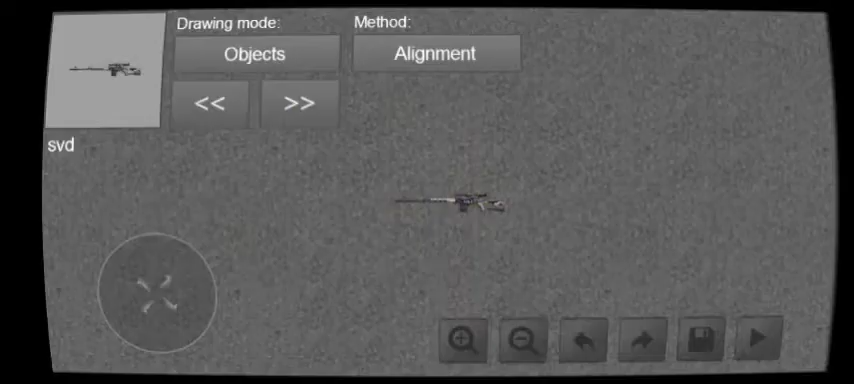 Drawing mode:
Method:
Objects
Alignment
<<
>>
svd